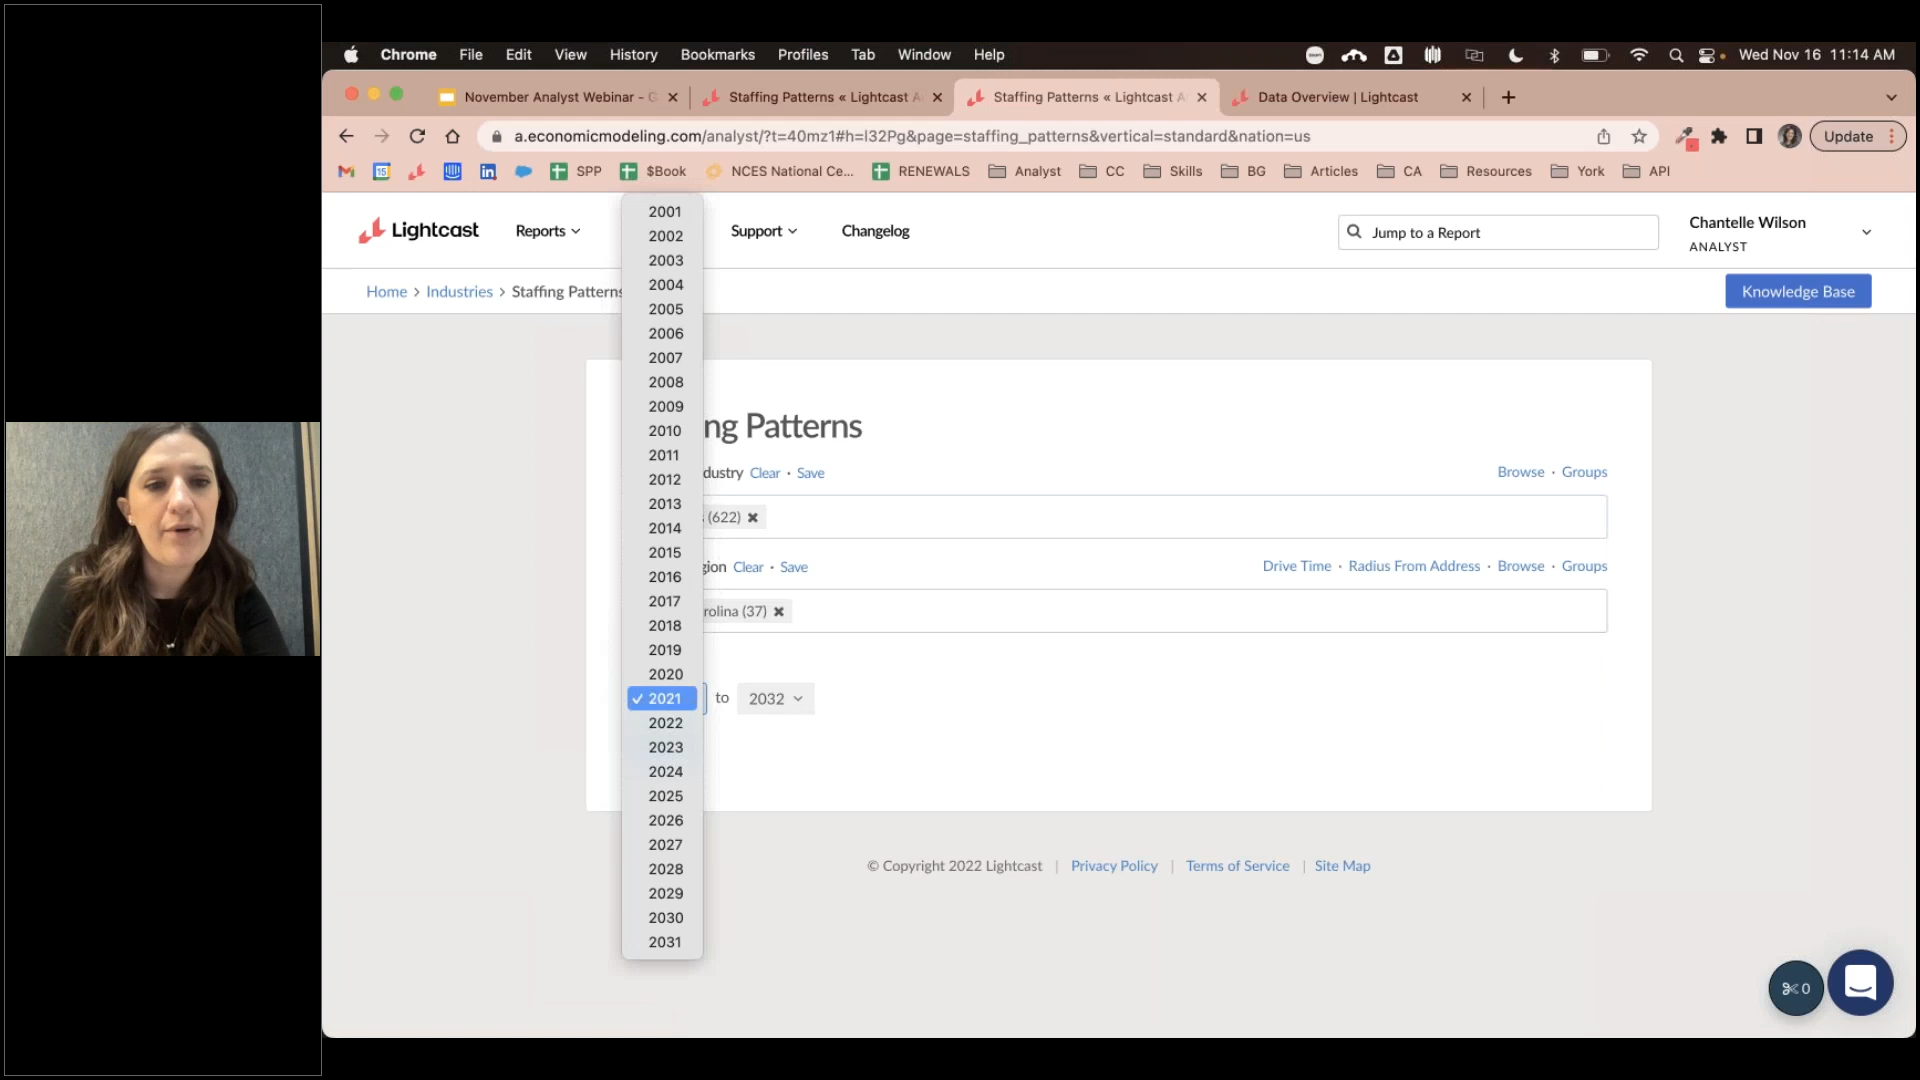 Chrome File Edit View History Bookmarks Profiles Tab Window Help Wed Nov 16 11:14 AM
November Analyst Webinar - G Staffing Patterns « Lightcast A Staffing Patterns « Lightcast A Data Overview | Lightcast
a.economicmodeling.com/analyst/?t=40mz1#h=l32Pg&page=staffing_patterns&vertical=standard&nation=us Update
15 SPP $Book NCES National Ce... RENEWALS Analyst CC Skills BG Articles CA Resources York API
Lightcast Reports Support Changelog Jump to a Report Chantelle Wilson
ANALYST
Home > Industries > Staffing Patterns Knowledge Base
2001
2002
2003
2004
2005
2006
2007
2008
2009
2010
2011
2012
2013
2014
2015
2016
2017
2018
2019
2020
✓ 2021
2022
2023
2024
2025
2026
2027
2028
2029
2030
2031
ng Patterns
dustry Clear · Save Browse · Groups
s (622) ✖
gion Clear · Save Drive Time · Radius From Address · Browse · Groups
rolina (37) ✖
to 2032
© Copyright 2022 Lightcast | Privacy Policy | Terms of Service | Site Map
0